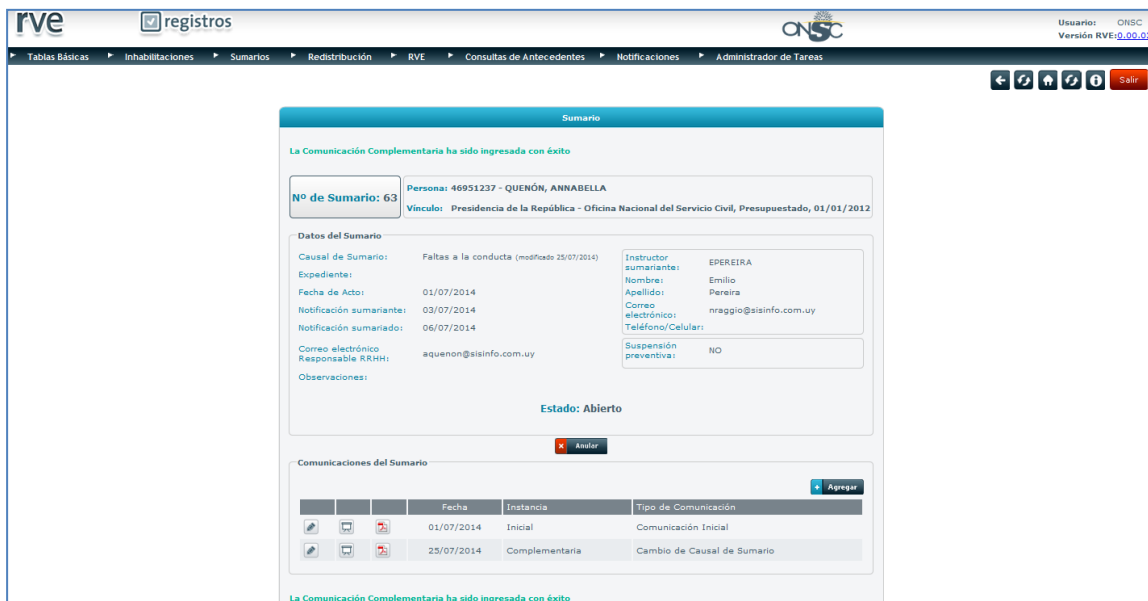 rve
registros
ONSC
Usuario: ONSC
Versión RVE:0.00.02
Tablas Básicas Inhabilitaciones Sumarios Redistribución RVE Consultas de Antecedentes Notificaciones Administrador de Tareas
Salir
Sumario
La Comunicación Complementaria ha sido ingresada con éxito
Nº de Sumario: 63
Persona: 46951237 - QUENÓN, ANNABELLA
Vínculo: Presidencia de la República - Oficina Nacional del Servicio Civil, Presupuestado, 01/01/2012
Datos del Sumario
Causal de Sumario: Faltas a la conducta (modificado 25/07/2014)
Expediente:
Fecha de Acto: 01/07/2014
Notificación sumariante: 03/07/2014
Notificación sumariado: 06/07/2014
Correo electrónico
Responsable RRHH: aquenon@sisinfo.com.uy
Observaciones:
Instructor
sumariante: EPEREIRA
Nombre: Emilio
Apellido: Pereira
Correo
electrónico: nraggio@sisinfo.com.uy
Teléfono/Celular:
Suspensión
preventiva: NO
Estado: Abierto
Anular
Comunicaciones del Sumario
Agregar
Fecha Instancia Tipo de Comunicación
01/07/2014 Inicial Comunicación Inicial
25/07/2014 Complementaria Cambio de Causal de Sumario
La Comunicación Complementaria ha sido ingresada con éxito